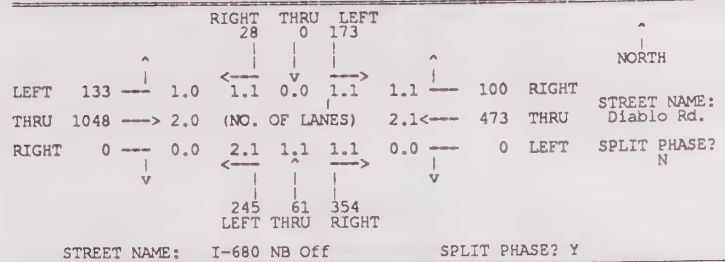 RIGHT THRU LEFT
28 0 173
^
| | | |
^ | | | ^ NORTH
| <--- v ---> |
LEFT 133 --- 1.0 1.1 0.0 1.1 1.1 --- 100 RIGHT
STREET NAME:
THRU 1048 ---> 2.0 (NO. OF LANES) 2.1<--- 473 THRU Diablo Rd.
RIGHT 0 --- 0.0 2.1 1.1 1.1 0.0 --- 0 LEFT SPLIT PHASE?
| <--- ^ ---> | N
v | | | v
245 61 354
LEFT THRU RIGHT
STREET NAME: I-680 NB Off SPLIT PHASE? Y